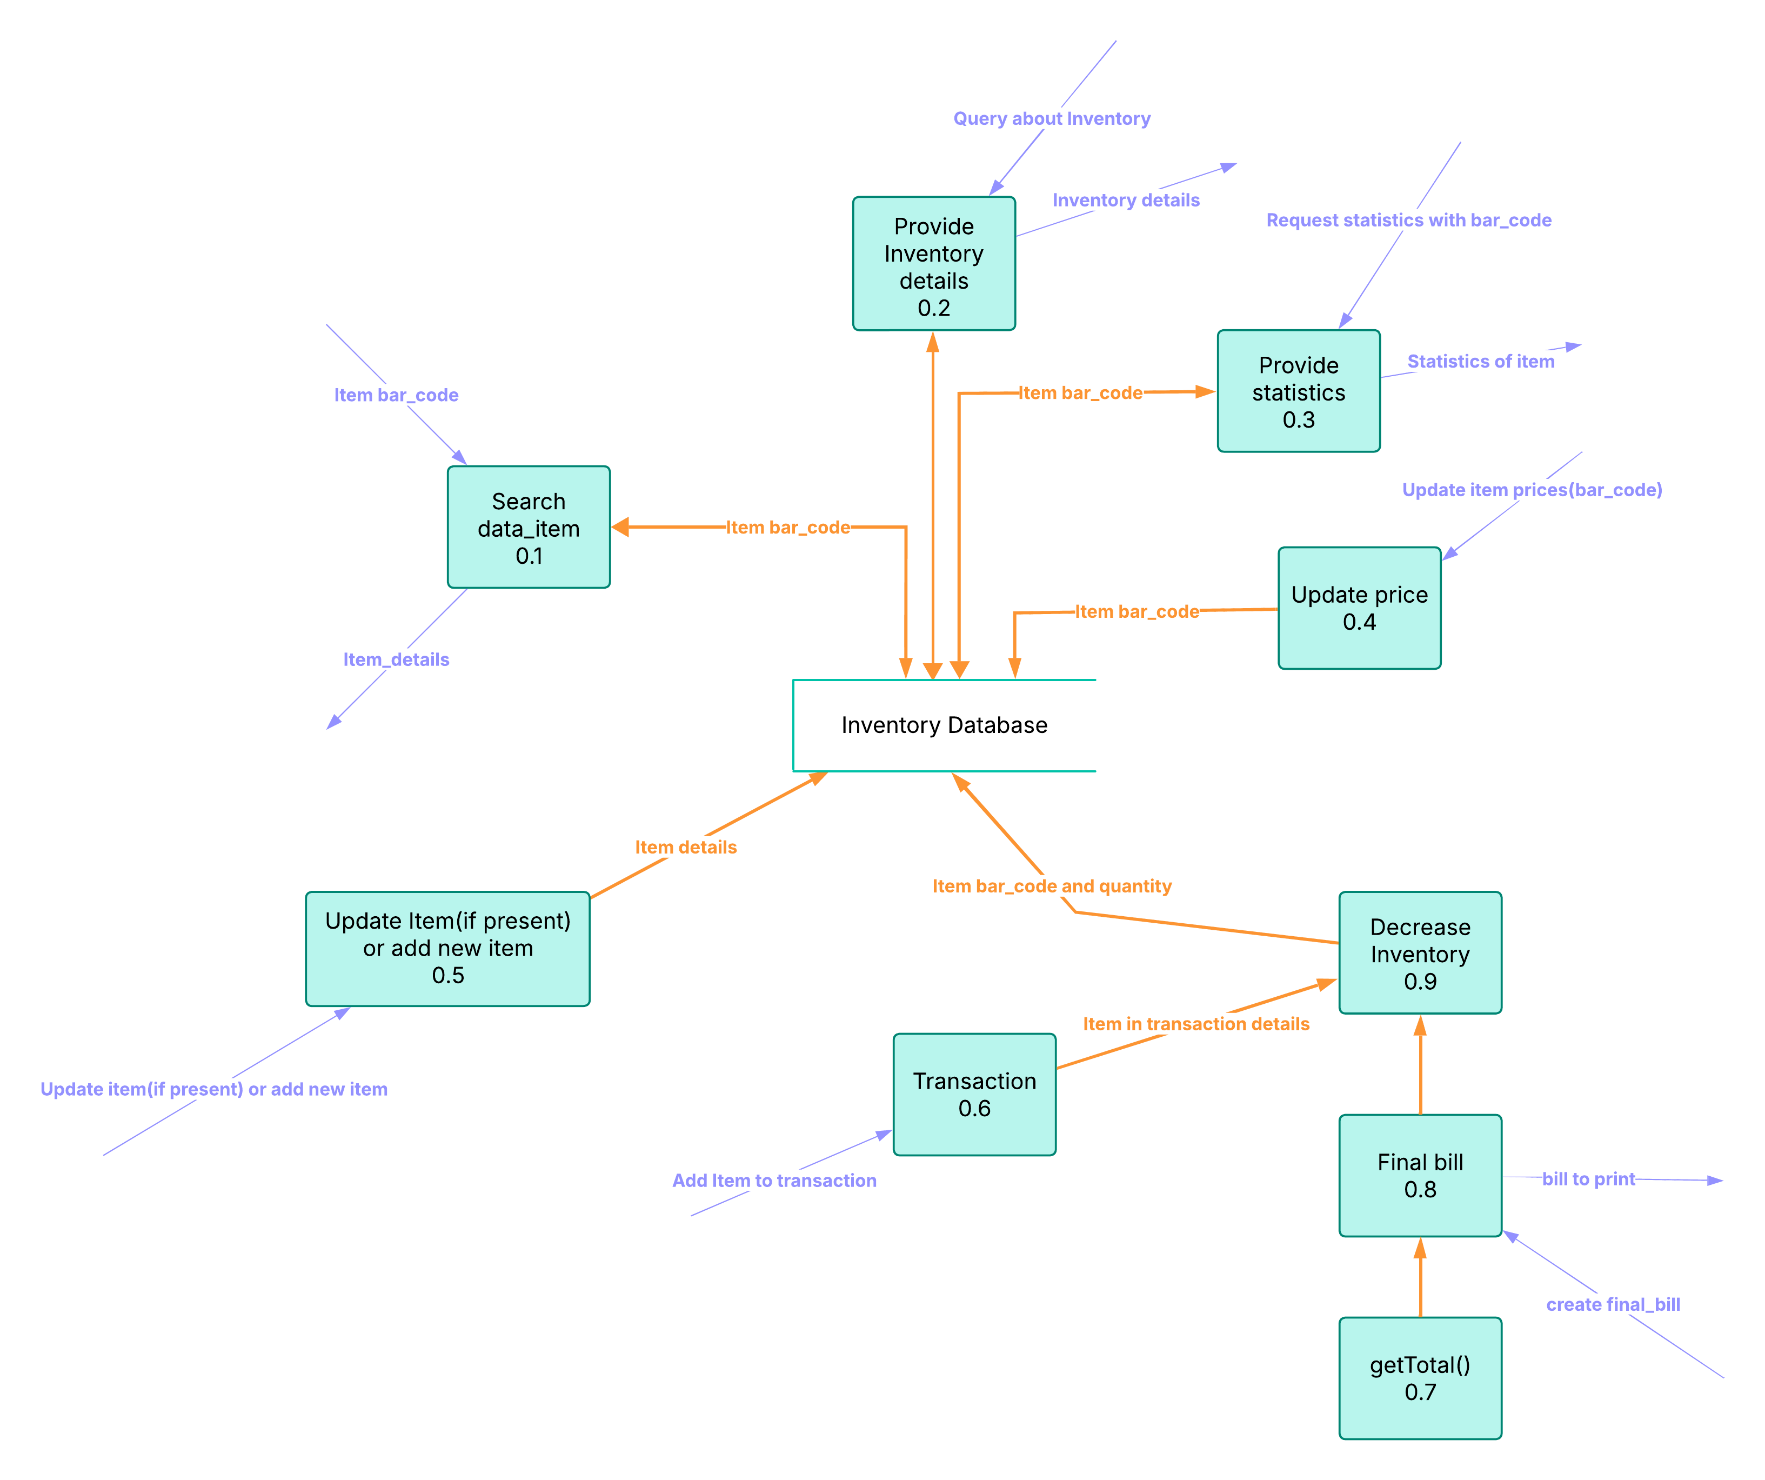 Query about Inventory
Inventory details
Provide
Inventory
details
0.2
Request statistics with bar_code
Statistics of item
Provide
statistics
0.3
Item bar_code
Item bar_code
Search
data_item
0.1
Item bar_code
Item_details
Update item prices(bar_code)
Update price
0.4
Item bar_code
Inventory Database
Item details
Update Item(if present)
or add new item
0.5
Update item(if present) or add new item
Item bar_code and quantity
Decrease
Inventory
0.9
Item in transaction details
Transaction
0.6
Add Item to transaction
Final bill
0.8
bill to print
create final_bill
getTotal()
0.7